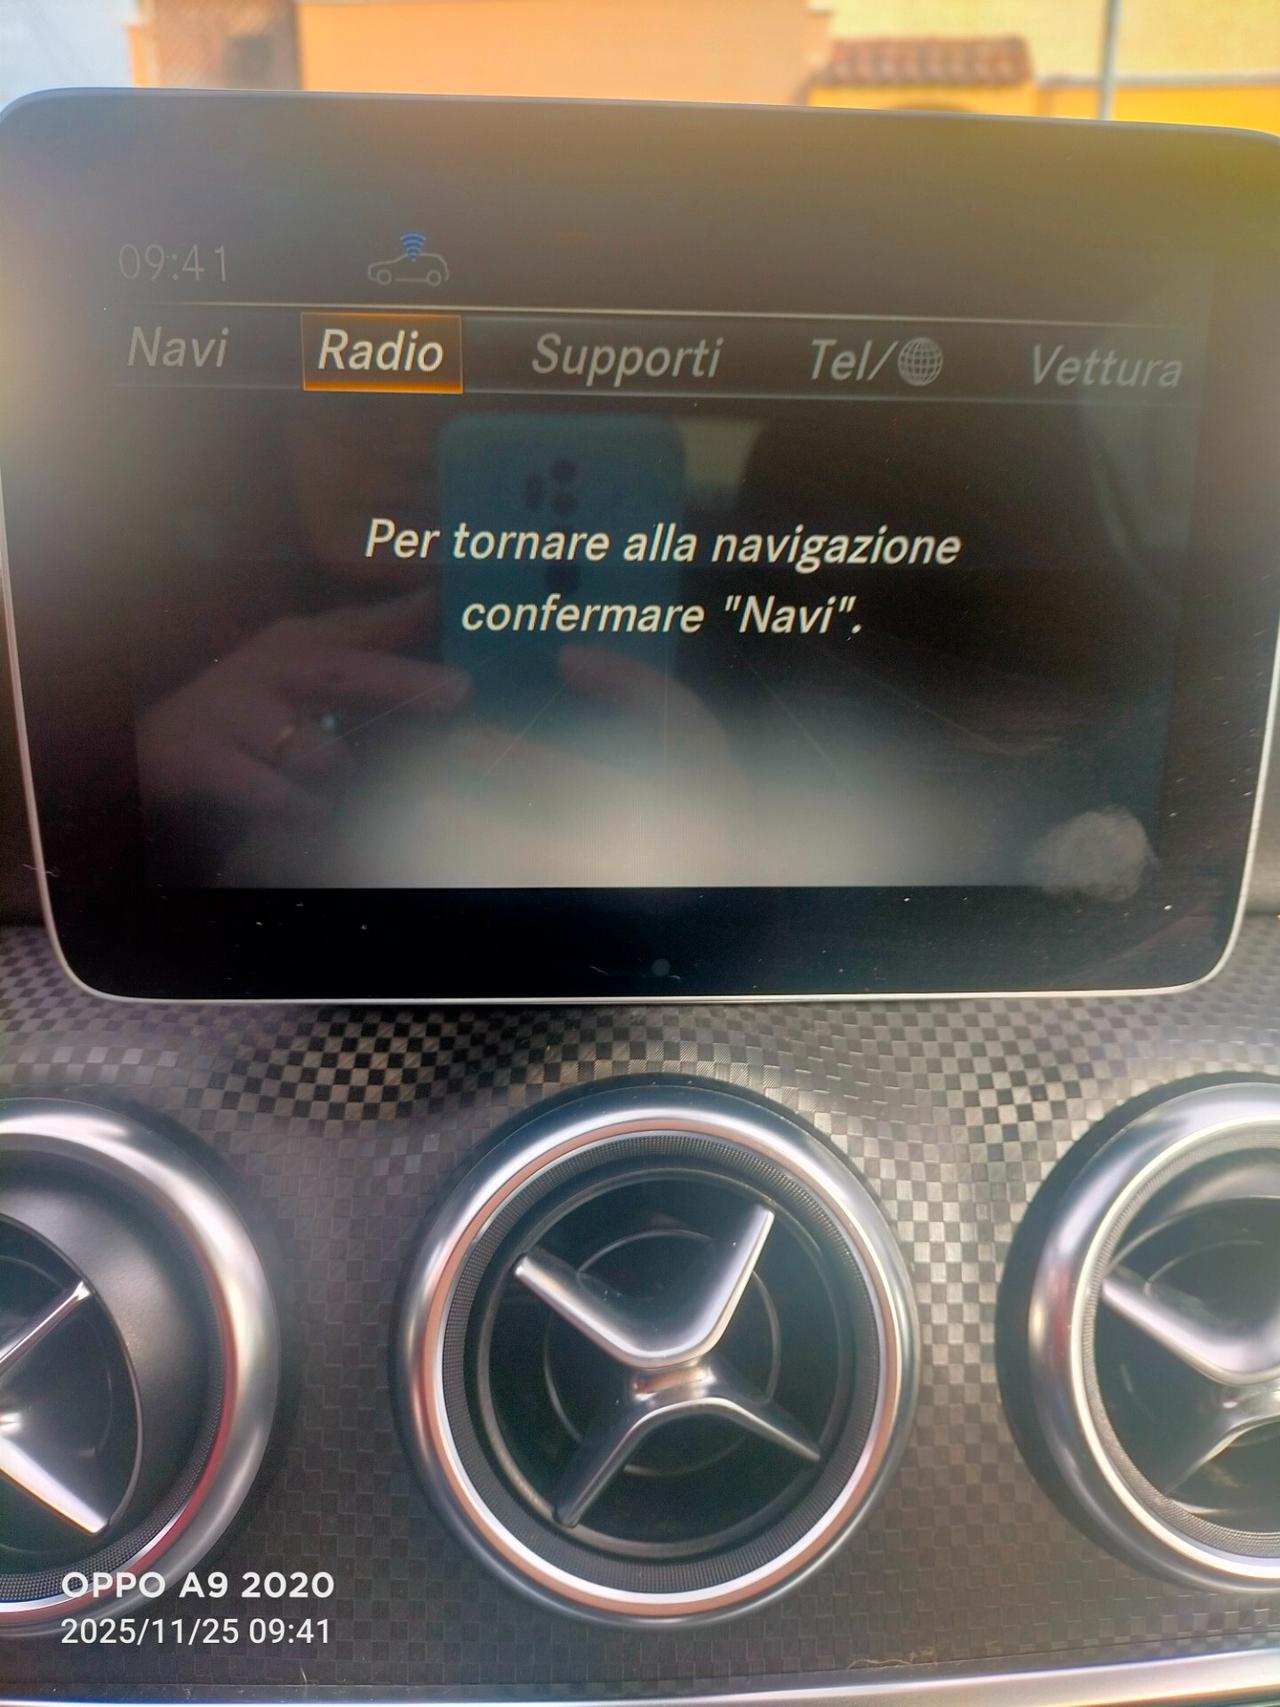 09:41
Navi Radio Supporti Tel/ Vettura
Per tornare alla navigazione
confermare "Navi".
OPPO A9 2020
2025/11/25 09:41